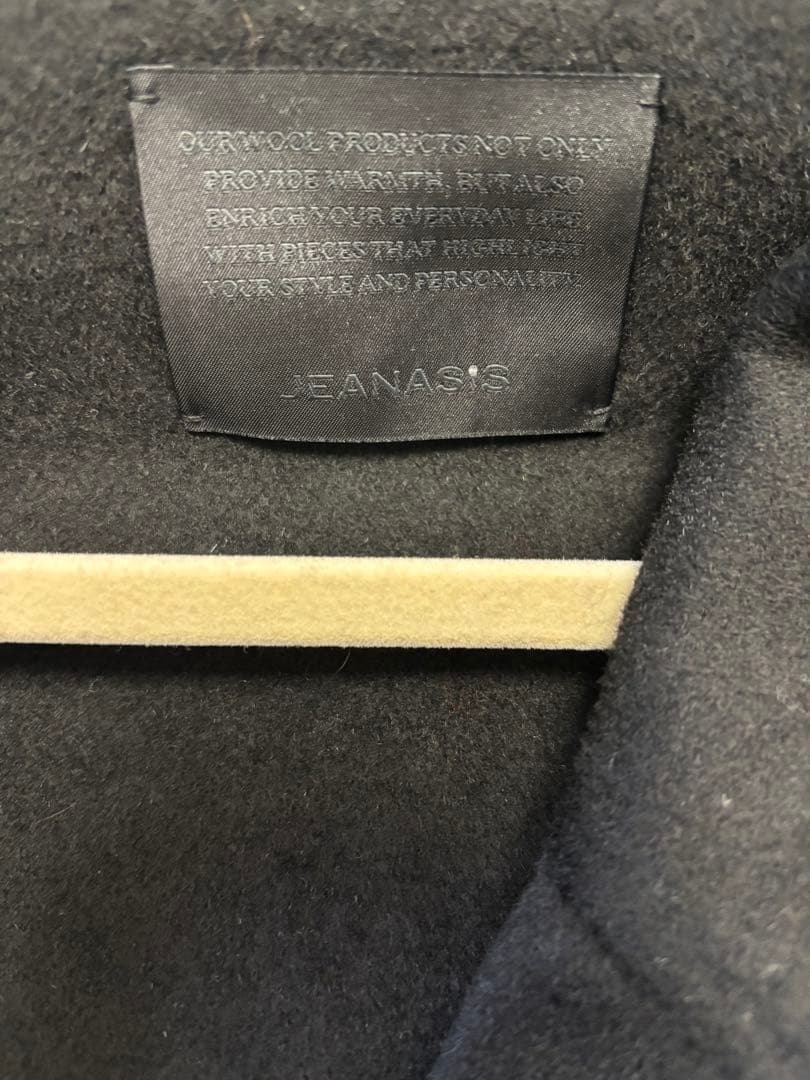 OUR WOOL PRODUCTS NOT ONLY
PROVIDE WARMTH, BUT ALSO
ENRICH YOUR EVERYDAY LIFE
WITH PIECES THAT HIGHLIGHT
YOUR STYLE AND PERSONALITY.
JEANASiS